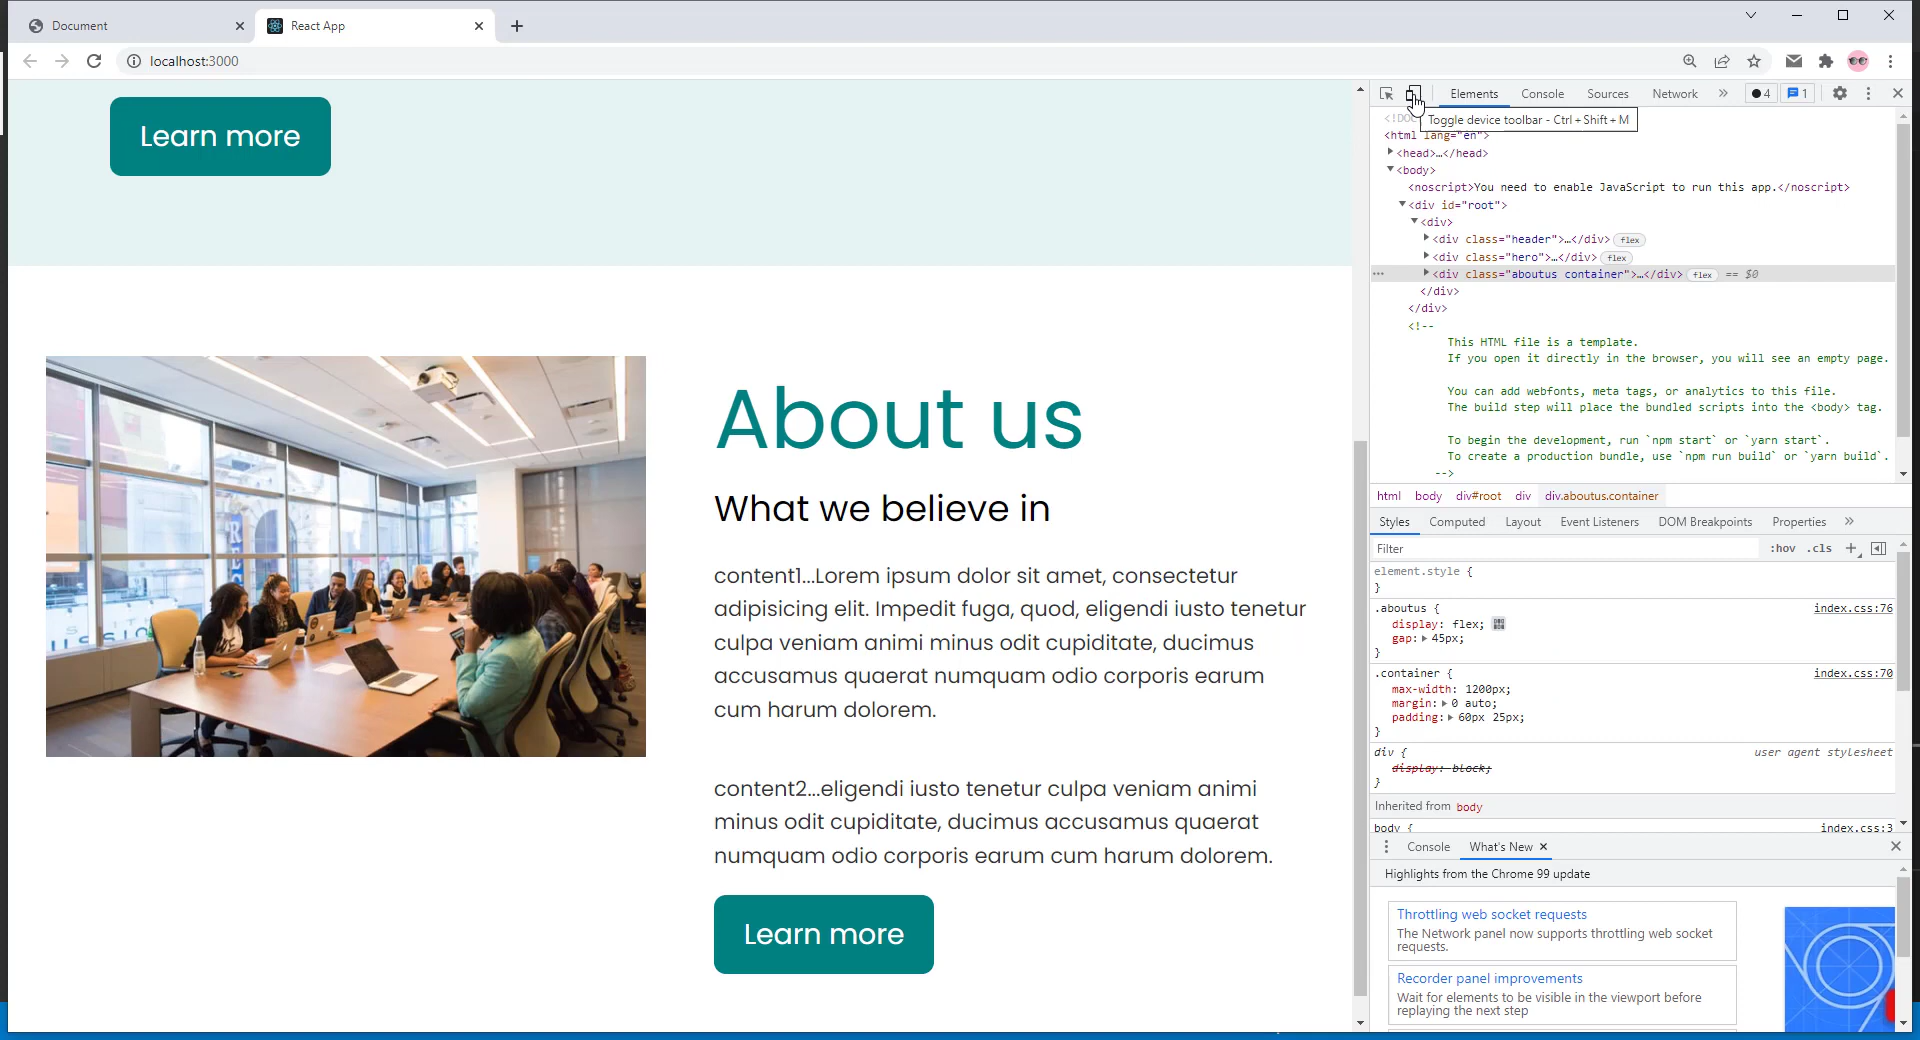 Document
React App
localhost:3000
Learn more
About us
What we believe in
content1...Lorem ipsum dolor sit amet, consectetur
adipisicing elit. Impedit fuga, quod, eligendi iusto tenetur
culpa veniam animi minus odit cupiditate, ducimus
accusamus quaerat numquam odio corporis earum
cum harum dolorem.
content2...eligendi iusto tenetur culpa veniam animi
minus odit cupiditate, ducimus accusamus quaerat
numquam odio corporis earum cum harum dolorem.
Learn more
Elements Console Sources Network » 4 1
Toggle device toolbar - Ctrl + Shift + M
<!DOC
<html lang="en">
<head>…</head>
<body>
<noscript>You need to enable JavaScript to run this app.</noscript>
<div id="root">
<div>
<div class="header">…</div> flex
<div class="hero">…</div> flex
<div class="aboutus container">…</div> flex == $0
</div>
</div>
<!--
This HTML file is a template.
If you open it directly in the browser, you will see an empty page.
You can add webfonts, meta tags, or analytics to this file.
The build step will place the bundled scripts into the <body> tag.
To begin the development, run `npm start` or `yarn start`.
To create a production bundle, use `npm run build` or `yarn build`.
-->
html body div#root div div.aboutus.container
Styles Computed Layout Event Listeners DOM Breakpoints Properties »
Filter :hov .cls +
element.style {
}
.aboutus { index.css:76
display: flex;
gap: 45px;
}
.container { index.css:70
max-width: 1200px;
margin: 0 auto;
padding: 60px 25px;
}
div { user agent stylesheet
display: block;
}
Inherited from body
body { index.css:3
Console What's New
Highlights from the Chrome 99 update
Throttling web socket requests
The Network panel now supports throttling web socket
requests.
Recorder panel improvements
Wait for elements to be visible in the viewport before
replaying the next step